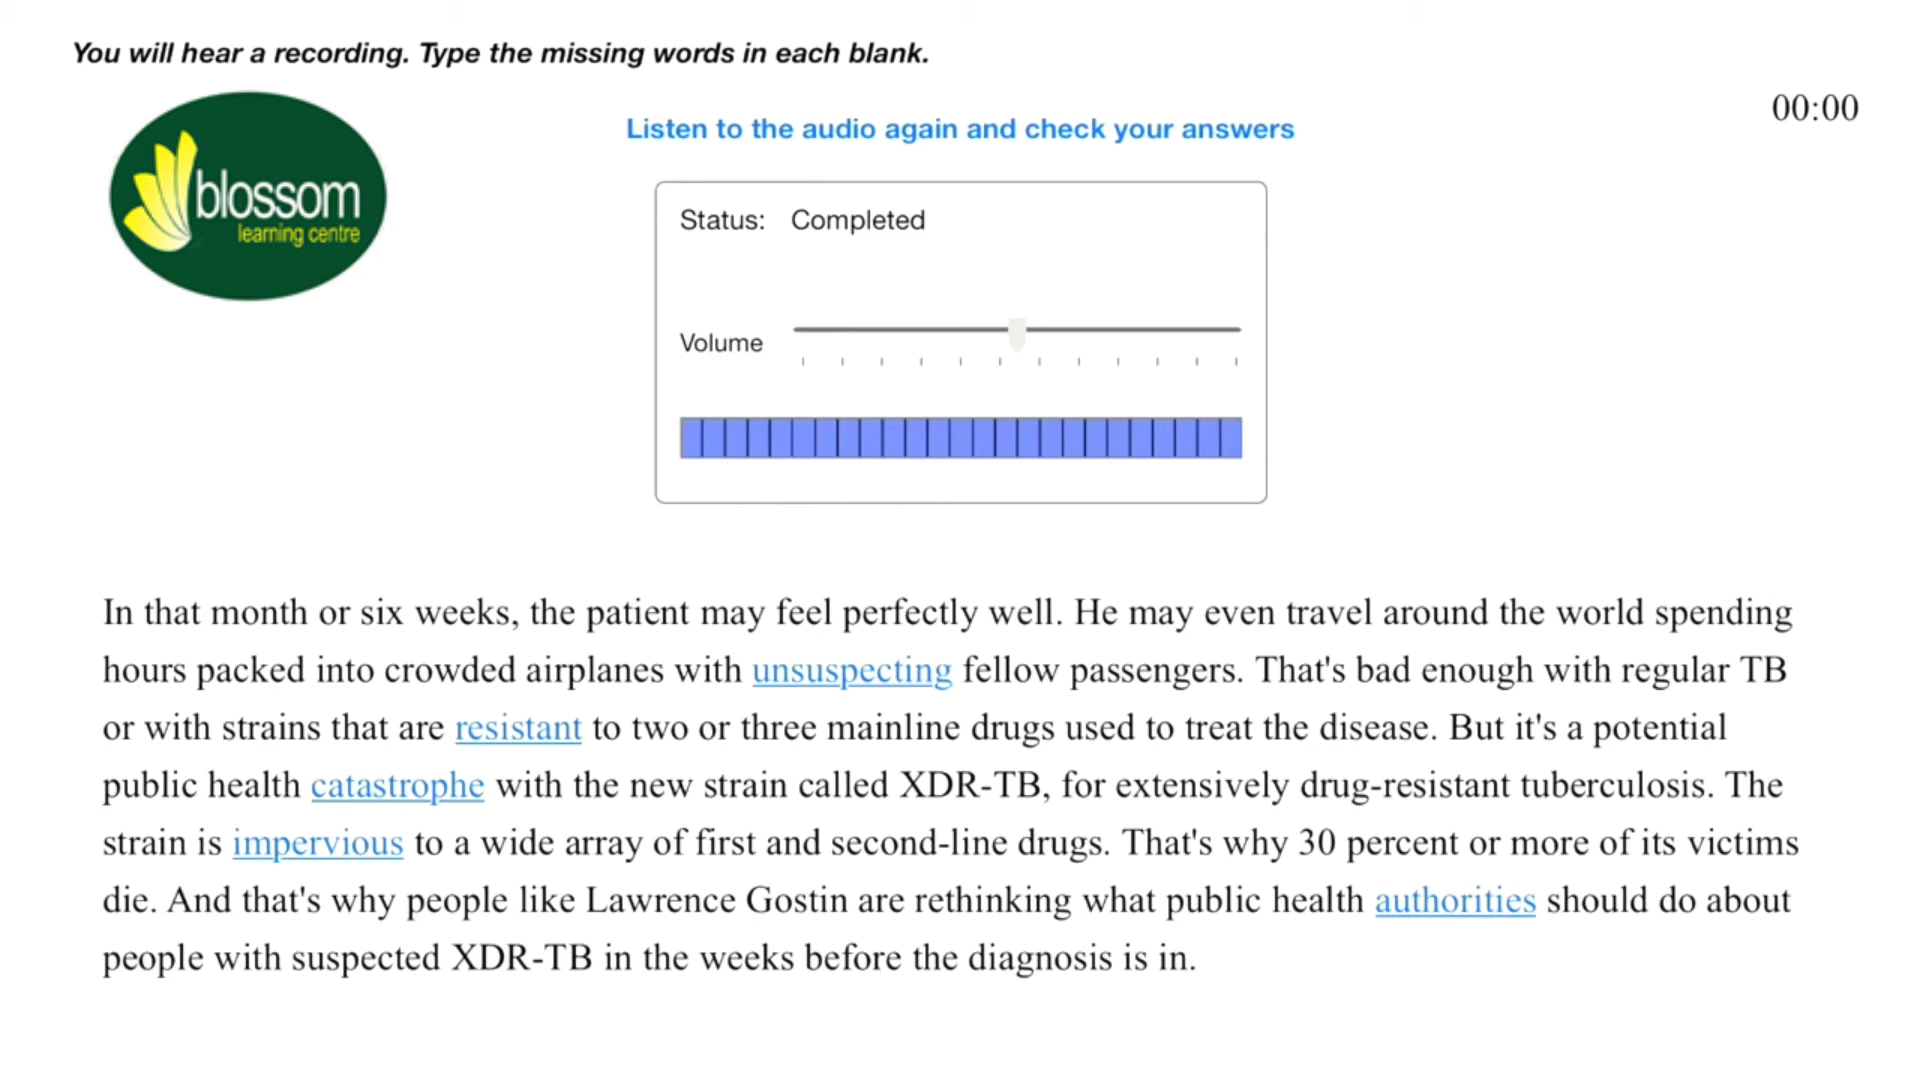 You will hear a recording. Type the missing words in each blank.
00:00
Listen to the audio again and check your answers
blossom
learning centre
Status: Completed
Volume
In that month or six weeks, the patient may feel perfectly well. He may even travel around the world spending
hours packed into crowded airplanes with unsuspecting fellow passengers. That's bad enough with regular TB
or with strains that are resistant to two or three mainline drugs used to treat the disease. But it's a potential
public health catastrophe with the new strain called XDR-TB, for extensively drug-resistant tuberculosis. The
strain is impervious to a wide array of first and second-line drugs. That's why 30 percent or more of its victims
die. And that's why people like Lawrence Gostin are rethinking what public health authorities should do about
people with suspected XDR-TB in the weeks before the diagnosis is in.